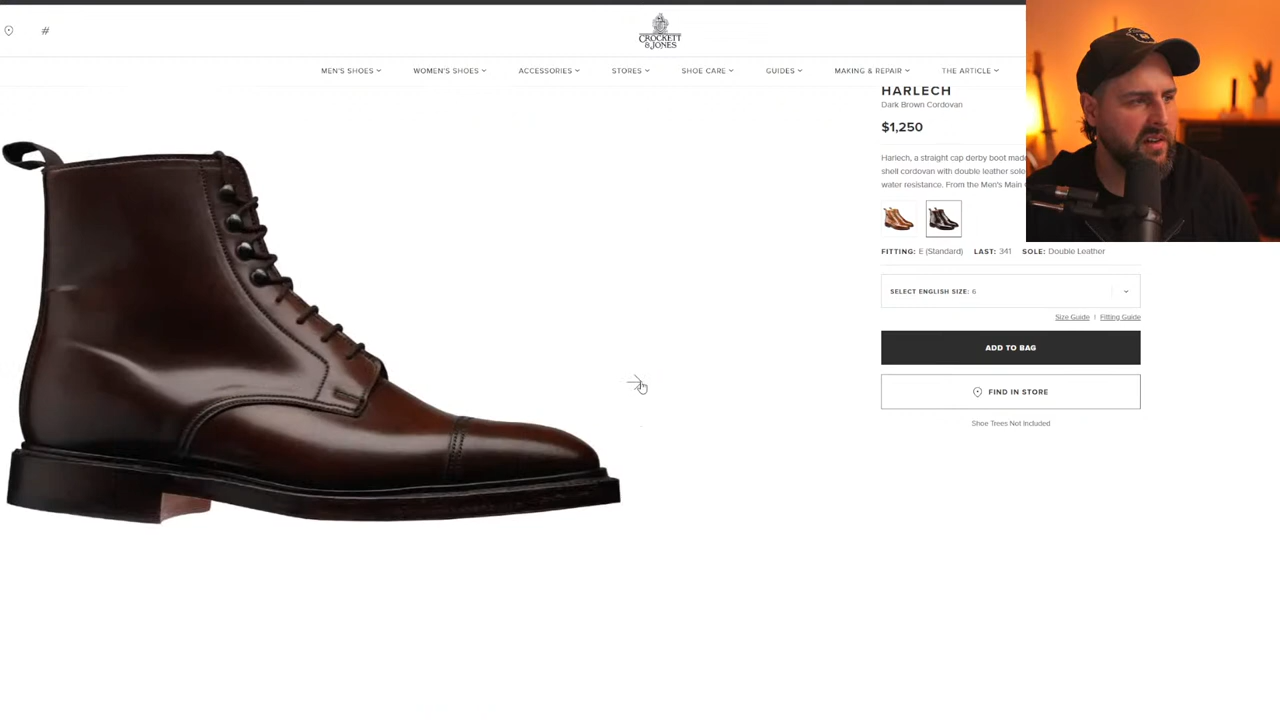 #
CROCKETT
& JONES
MEN'S SHOES
WOMEN'S SHOES
ACCESSORIES
STORES
SHOE CARE
GUIDES
MAKING & REPAIR
THE ARTICLE
HARLECH
Dark Brown Cordovan
$1,250
Harlech, a straight cap derby boot made
shell cordovan with double leather sole
water resistance. From the Men's Main
FITTING: E (Standard) LAST: 341 SOLE: Double Leather
SELECT ENGLISH SIZE: 6
Size Guide | Fitting Guide
ADD TO BAG
FIND IN STORE
Shoe Trees Not Included